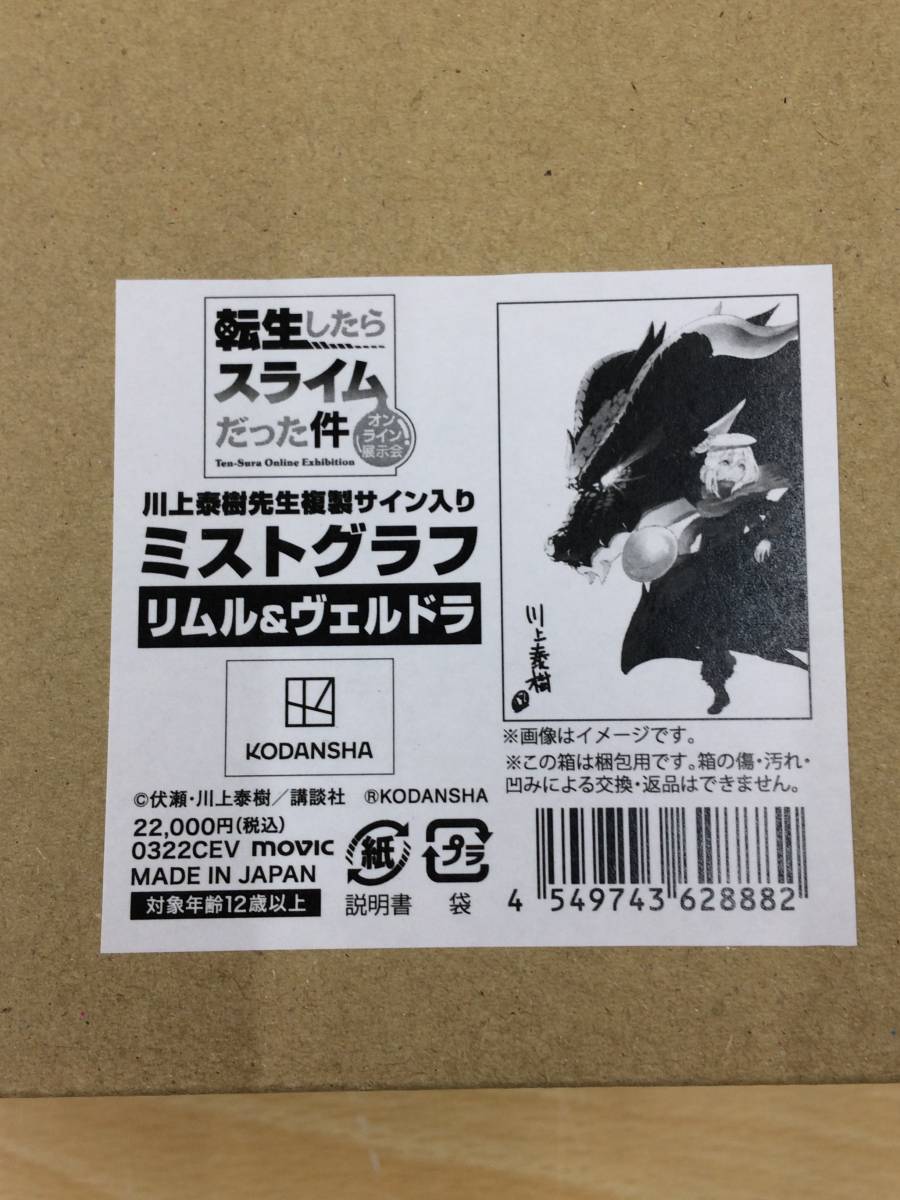 転生したら
スライム
だった件
オン
ライン
展示会
Ten-Sura Online Exhibition
川上泰樹先生複製サイン入り
ミストグラフ
リムル&ヴェルドラ
KODANSHA
©伏瀬・川上泰樹／講談社 ®KODANSHA
22,000円(税込)
0322CEV movic
MADE IN JAPAN
対象年齢12歳以上
紙
説明書
プラ
袋
川上泰樹
※画像はイメージです。
※この箱は梱包用です。箱の傷・汚れ・
凹みによる交換・返品はできません。
4 549743 628882